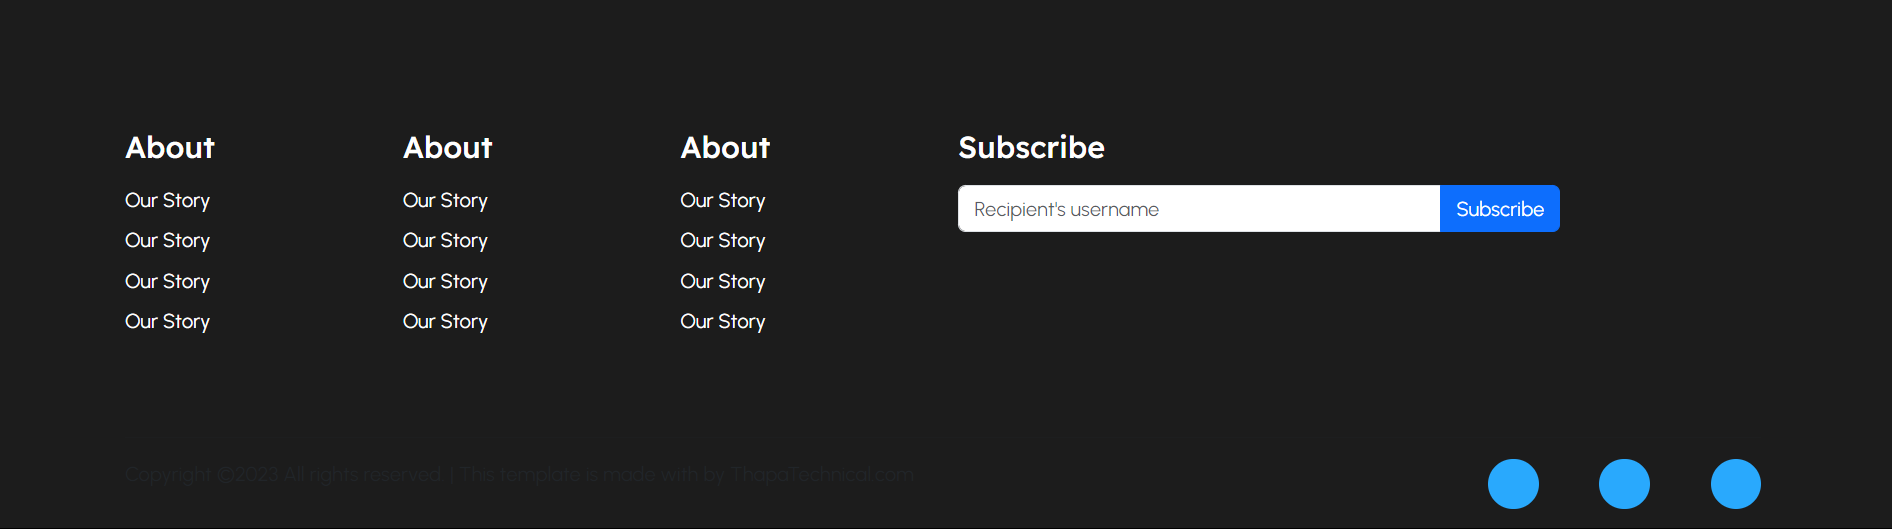 About
Our Story
Our Story
Our Story
Our Story
About
Our Story
Our Story
Our Story
Our Story
About
Our Story
Our Story
Our Story
Our Story
Subscribe
Recipient's username Subscribe
Copyright ©2023 All rights reserved. | This template is made with by ThapaTechnical.com